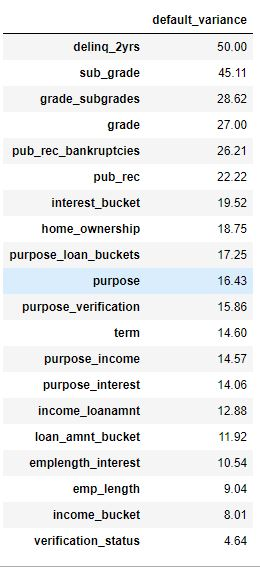 default_variance
delinq_2yrs 50.00
sub_grade 45.11
grade_subgrades 28.62
grade 27.00
pub_rec_bankruptcies 26.21
pub_rec 22.22
interest_bucket 19.52
home_ownership 18.75
purpose_loan_buckets 17.25
purpose 16.43
purpose_verification 15.86
term 14.60
purpose_income 14.57
purpose_interest 14.06
income_loanamnt 12.88
loan_amnt_bucket 11.92
emplength_interest 10.54
emp_length 9.04
income_bucket 8.01
verification_status 4.64